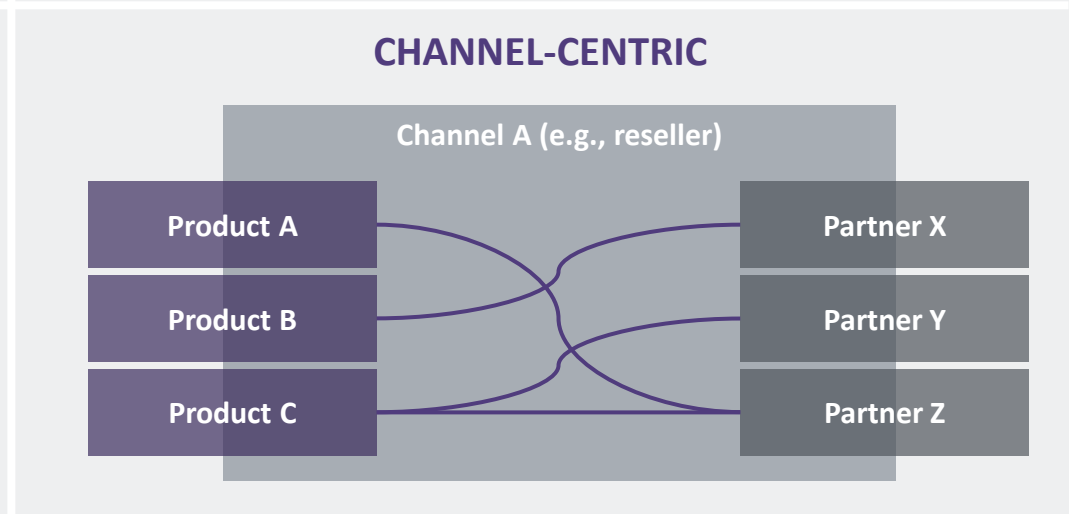 CHANNEL-CENTRIC
Channel A (e.g., reseller)
Product A
Partner X
Product B
Partner Y
Product C
Partner Z